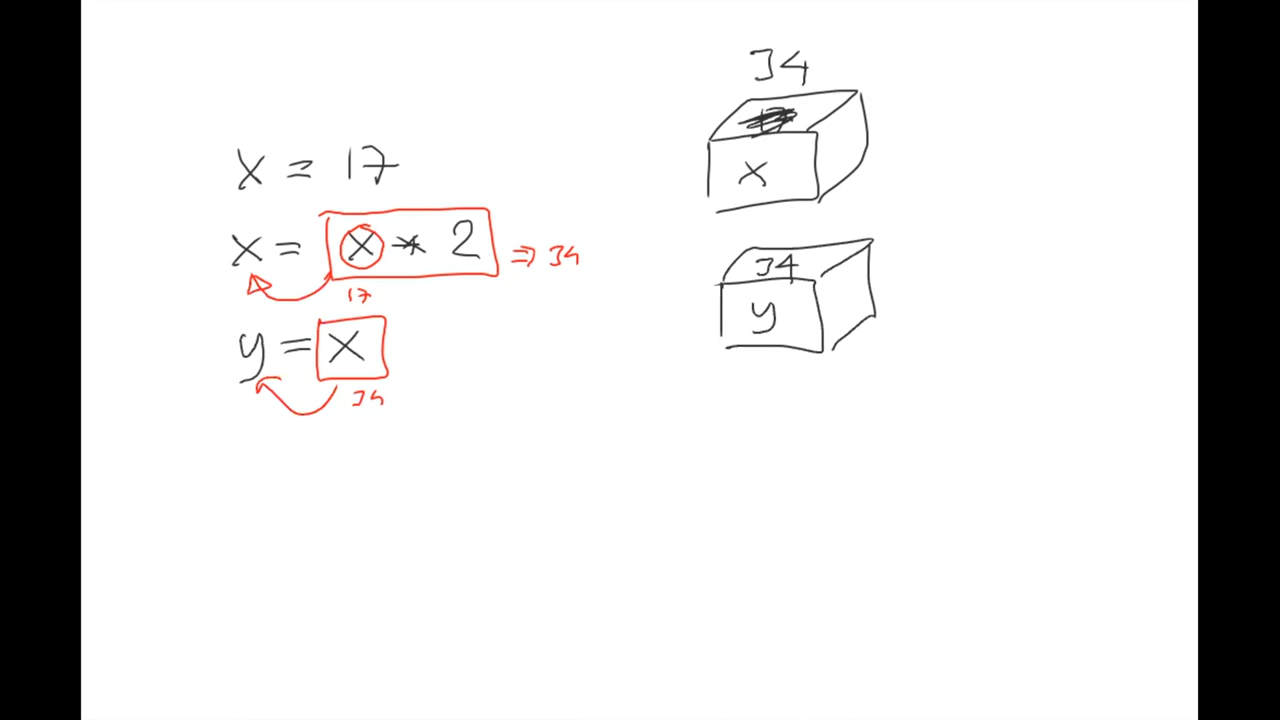 x = 17
x = x * 2 => 34
17
y = x
34
34
x
34
y